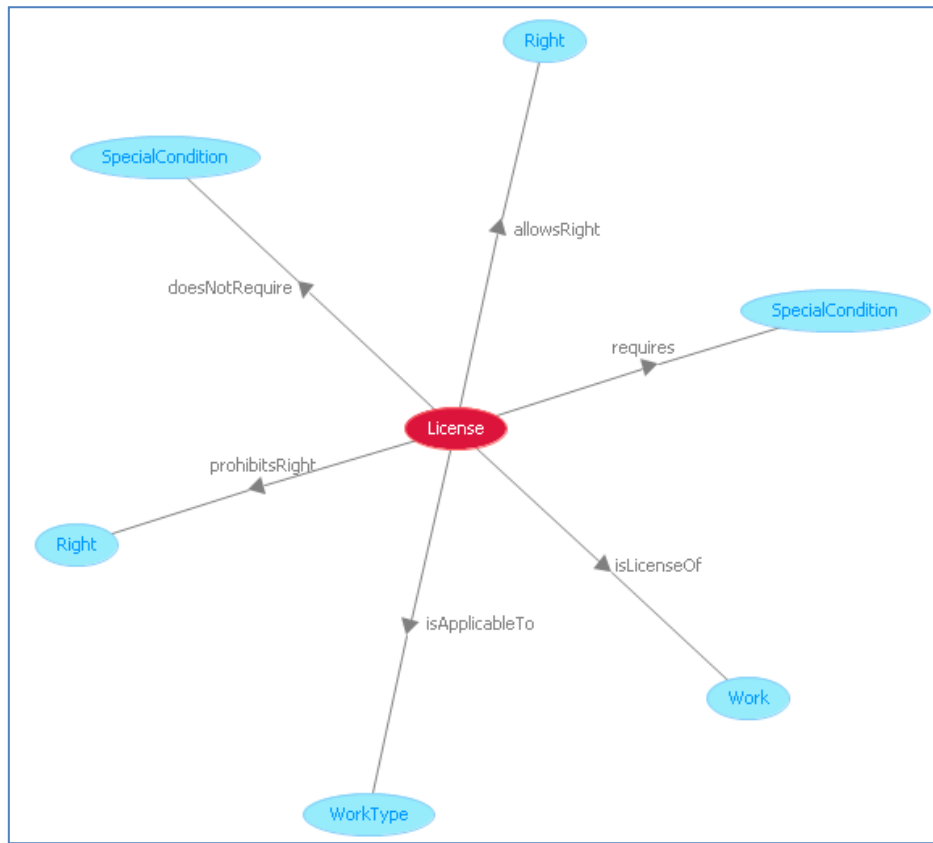 Right
SpecialCondition
allowsRight
doesNotRequire
SpecialCondition
requires
License
prohibitsRight
Right
isLicenseOf
isApplicableTo
Work
WorkType